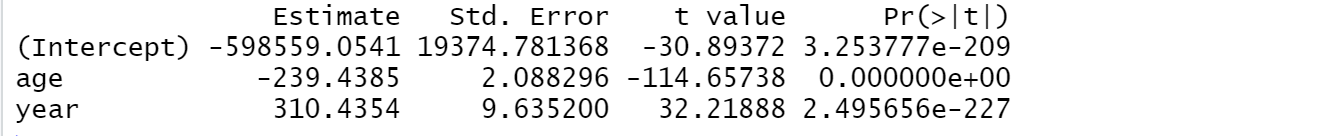 Estimate Std. Error t value Pr(>|t|)
(Intercept) -598559.0541 19374.781368 -30.89372 3.253777e-209
age -239.4385 2.088296 -114.65738 0.000000e+00
year 310.4354 9.635200 32.21888 2.495656e-227